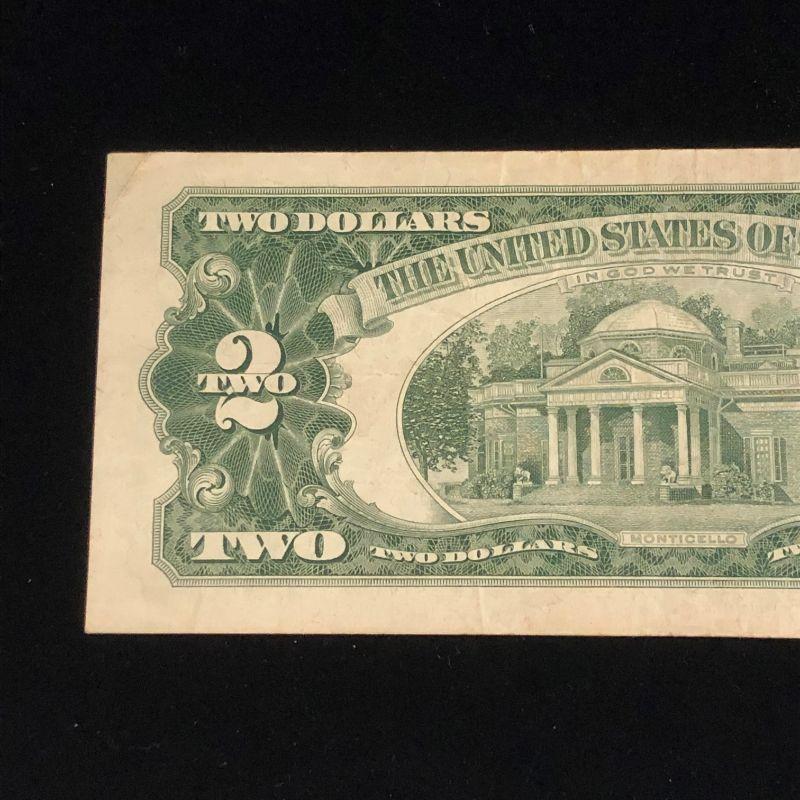 TWO DOLLARS
THE UNITED STATES OF
IN GOD WE TRUST
2
TWO
MONTICELLO
TWO
TWO DOLLARS